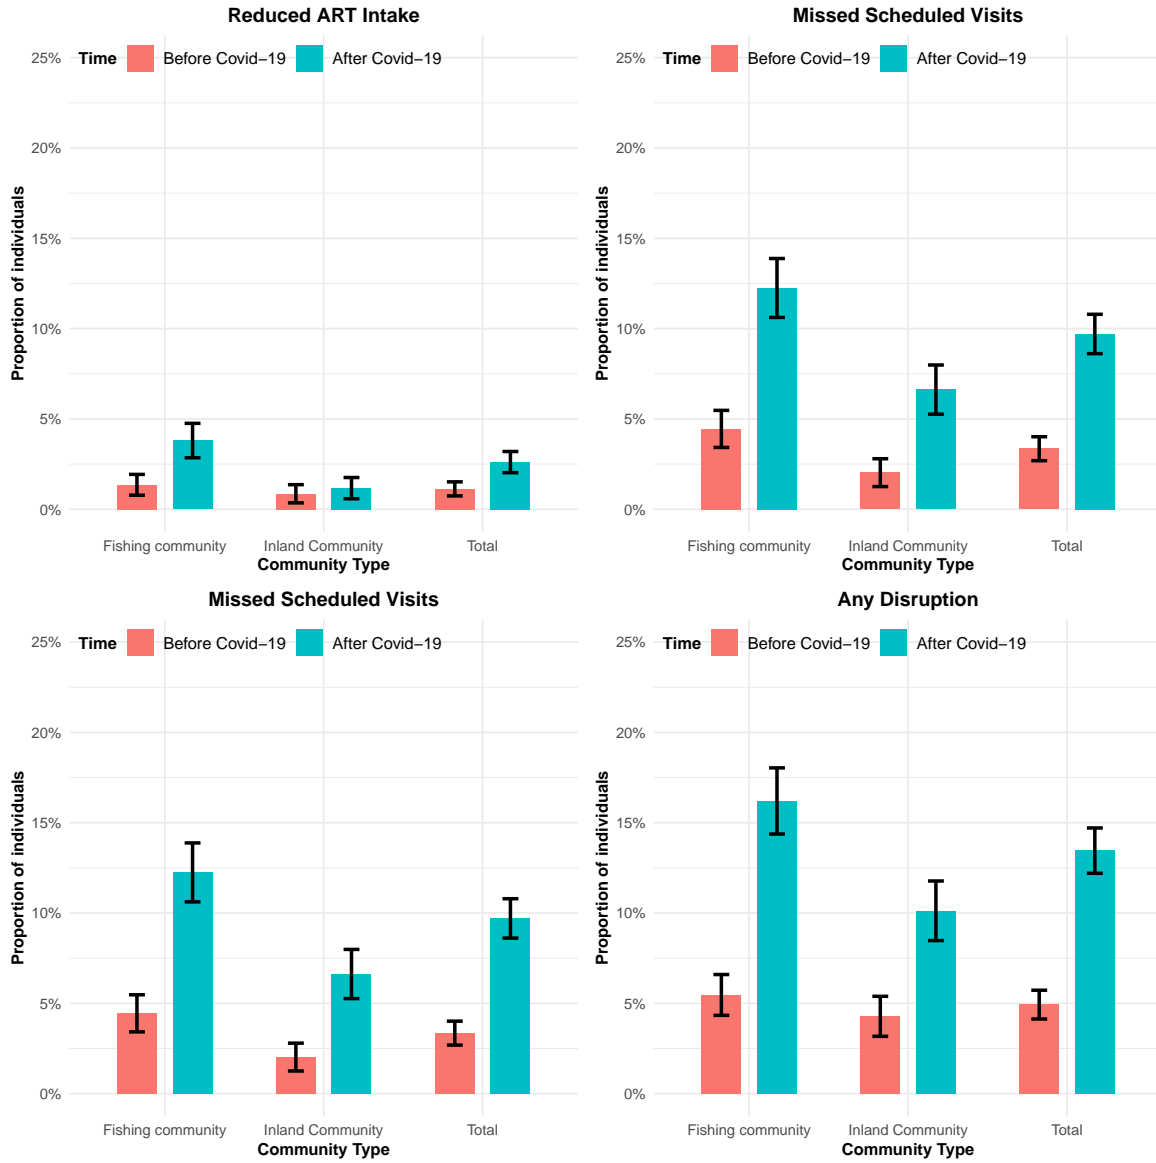 Reduced ART Intake
Time Before Covid−19 After Covid−19
25%
20%
15%
10%
5%
0%
Proportion of individuals
Fishing community Inland Community Total
Community Type
Missed Scheduled Visits
Time Before Covid−19 After Covid−19
25%
20%
15%
10%
5%
0%
Proportion of individuals
Fishing community Inland Community Total
Community Type
Missed Scheduled Visits
Time Before Covid−19 After Covid−19
25%
20%
15%
10%
5%
0%
Proportion of individuals
Fishing community Inland Community Total
Community Type
Any Disruption
Time Before Covid−19 After Covid−19
25%
20%
15%
10%
5%
0%
Proportion of individuals
Fishing community Inland Community Total
Community Type